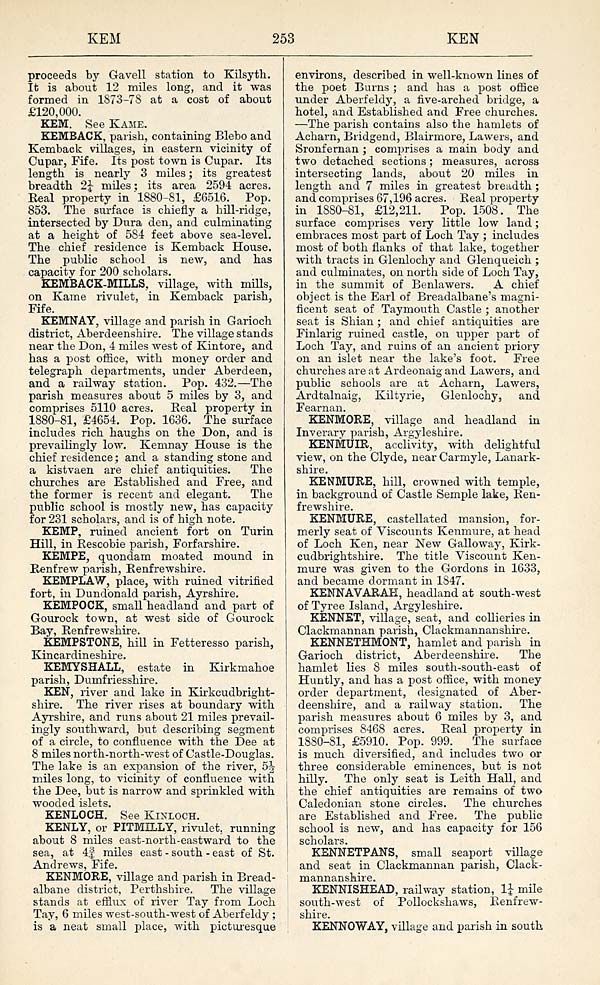 KEM 253 KEN
proceeds by Gavell station to Kilsyth.
It is about 12 miles long, and it was
formed in 1873-78 at a cost of about
£120,000.
KEM. See KAME.
KEMBACK, parish, containing Blebo and
Kemback villages, in eastern vicinity of
Cupar, Fife. Its post town is Cupar. Its
length is nearly 3 miles; its greatest
breadth 2¼ miles; its area 2594 acres.
Real property in 1880-81, £6516. Pop.
853. The surface is chiefly a hill-ridge,
intersected by Dura den, and culminating
at a height of 584 feet above sea-level.
The chief residence is Kemback House.
The public school is new, and has
capacity for 200 scholars.
KEMBACK-MILLS, village, with mills,
on Kame rivulet, in Kemback parish,
Fife.
KEMNAY, village and parish in Garioch
district, Aberdeenshire. The village stands
near the Don, 4 miles west of Kintore, and
has a post office, with money order and
telegraph departments, under Aberdeen,
and a railway station. Pop. 432.—The
parish measures about 5 miles by 3, and
comprises 5110 acres. Real property in
1880-81, £4654. Pop. 1636. The surface
includes rich haughs on the Don, and is
prevailingly low. Kemnay House is the
chief residence; and a standing stone and
a kistvaen are chief antiquities. The
churches are Established and Free, and
the former is recent and elegant. The
public school is mostly new, has capacity
for 231 scholars, and is of high note.
KEMP, ruined ancient fort on Turin
Hill, in Rescobie parish, Forfarshire.
KEMPE, quondam moated mound in
Renfrew parish, Renfrewshire.
KEMPLAW, place, with ruined vitrified
fort, in Dundonald parish, Ayrshire.
KEMPOCK, small headland and part of
Gourock town, at west side of Gourock
Bay, Renfrewshire.
KEMPSTONE, hill in Fetteresso parish,
Kincardineshire.
KEMYSHALL, estate in Kirkmahoe
parish, Dumfriesshire.
KEN, river and lake in Kirkcudbright-
shire. The river rises at boundary with
Ayrshire, and runs about 21 miles prevail-
ingly southward, but describing segment
of a circle, to confluence with the Dee at
8 miles north-north-west of Castle-Douglas.
The lake is an expansion of the river, 5½
miles long, to vicinity of confluence with
the Dee, but is narrow and sprinkled with
wooded islets.
KENLOCH. See KINLOCH.
KENLY, or PITMILLY, rivulet, running
about 8 miles east-north-eastward to the
sea, at 4¾ miles east-south-east of St.
Andrews, Fife.
KENMORE, village and parish in Bread-
albane district, Perthshire. The village
stands at efflux of river Tay from Loch
Tay, 6 miles west-south-west of Aberfeldy;
is a neat small place, with picturesque
environs, described in well-known lines of
the poet Burns; and has a post office
under Aberfeldy, a five-arched bridge, a
hotel, and Established and Free churches.
—The parish contains also the hamlets of
Acharn, Bridgend, Blairmore, Lawers, and
Sronfernan; comprises a main body and
two detached sections; measures, across
intersecting lands, about 20 miles in
length and 7 miles in greatest breadth;
and comprises 67,196 acres. Real property
in 1880-81, £12,211. Pop. 1508. The
surface comprises very little low land;
embraces most part of Loch Tay; includes
most of both flanks of that lake, together
with tracts in Glenlochy and Glenqueich;
and culminates, on north side of Loch Tay,
in the summit of Benlawers. A chief
object is the Earl of Breadalbane's magni-
ficent seat of Taymouth Castle; another
seat is Shian; and chief antiquities are
Finlarig ruined castle, on upper part of
Loch Tay, and ruins of an ancient priory
on an islet near the lake's foot. Free
churches are at Ardeonaig and Lawers, and
public schools are at Acharn, Lawers,
Ardtalnaig, Kiltyrie, Glenlochy, and
Fearnan.
KENMORE, village and headland in
Inverary parish, Argyleshire.
KENMUIR, acclivity, with delightful
view, on the Clyde, near Carmyle, Lanark-
shire.
KENMURE, hill, crowned with temple,
in background of Castle Semple lake, Ren-
frewshire.
KENMURE, castellated mansion, for-
merly seat of Viscounts Kenmure, at head
of Loch Ken, near New Galloway, Kirk-
cudbrightshire. The title Viscount Ken-
mure was given to the Gordons in 1633,
and became dormant in 1847.
KENNAVARAH, headland at south-west
of Tyree Island, Argyleshire.
KENNET, village, seat, and collieries in
Clackmannan parish, Clackmannanshire.
KENNETHMONT, hamlet and parish in
Garioch district, Aberdeenshire. The
hamlet lies 8 miles south-south-east of
Huntly, and has a post office, with money
order department, designated of Aber-
deenshire, and a railway station. The
parish measures about 6 miles by 3, and
comprises 8468 acres. Real property in
1880-81, £5910. Pop. 999. The surface
is much diversified, and includes two or
three considerable eminences, but is not
hilly. The only seat is Leith Hall, and
the chief antiquities are remains of two
Caledonian stone circles. The churches
are Established and Free. The public
school is new, and has capacity for 156
scholars.
KENNETPANS, small seaport village
and seat in Clackmannan parish, Clack-
mannanshire.
KENNISHEAD, railway station, 1¼ mile
south-west of Pollockshaws, Renfrew-
shire.
KENNOWAY, village and parish in south